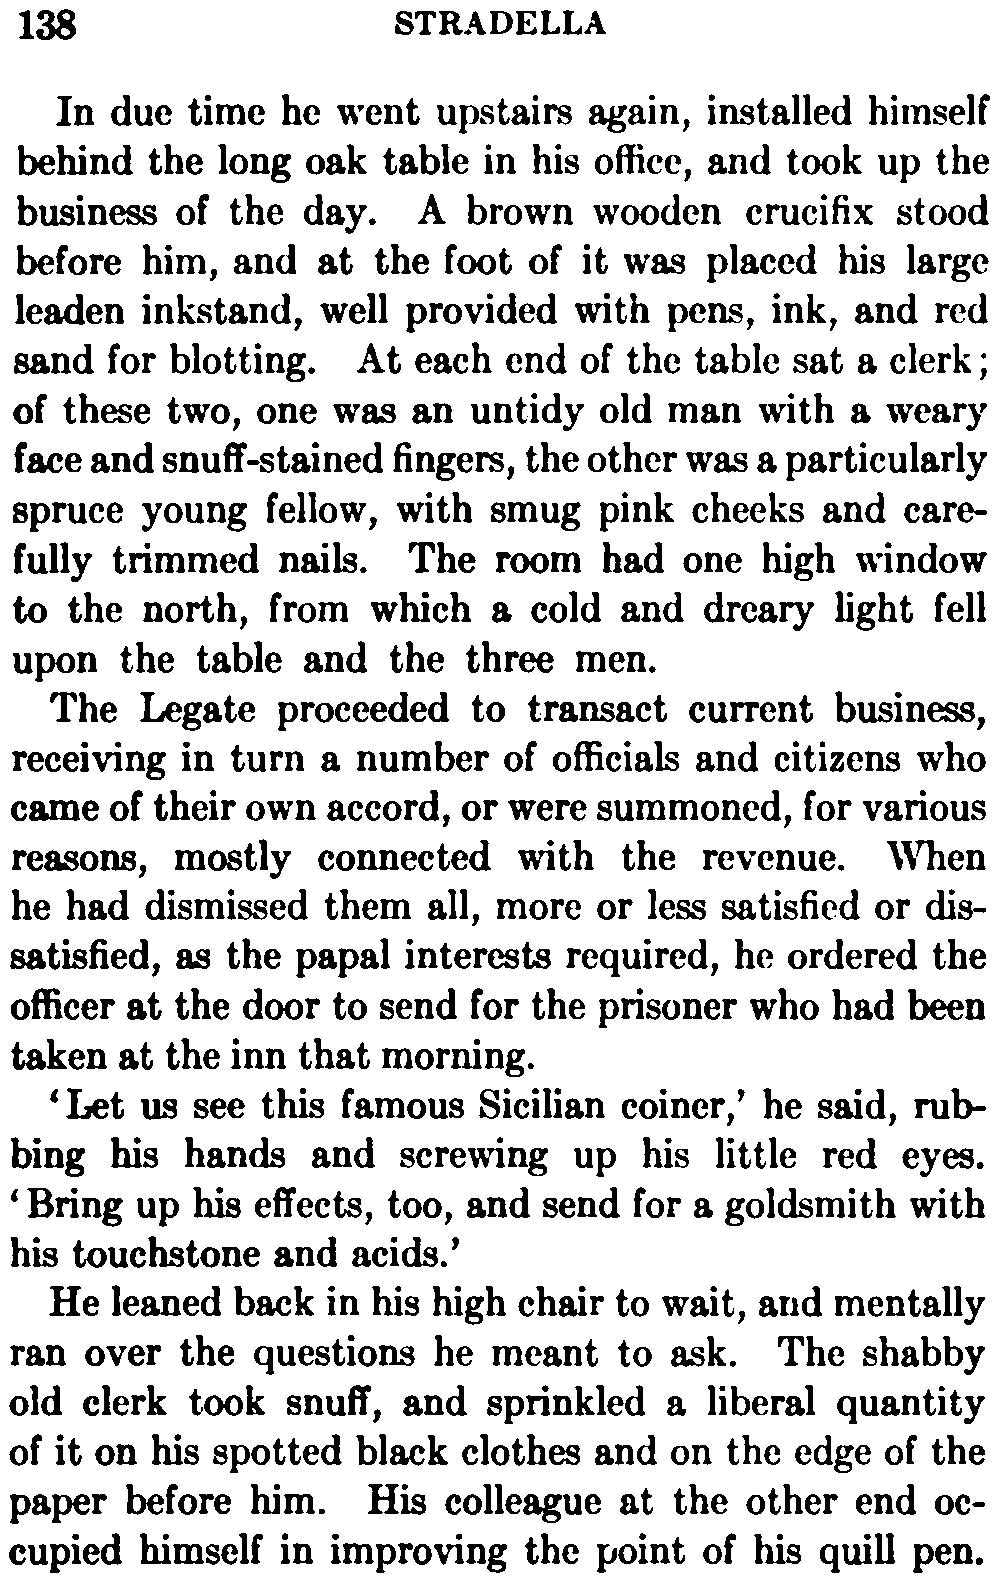 138 STRADELLA
In due time he went upstairs again, installed himself
behind the long oak table in his office, and took up the
business of the day. A brown wooden crucifix stood
before him, and at the foot of it was placed his large
leaden inkstand, well provided with pens, ink, and red
sand for blotting. At each end of the table sat a clerk;
of these two, one was an untidy old man with a weary
face and snuff-stained fingers, the other was a particularly
spruce young fellow, with smug pink cheeks and care-
fully trimmed nails. The room had one high window
to the north, from which a cold and dreary light fell
upon the table and the three men.
The Legate proceeded to transact current business,
receiving in turn a number of officials and citizens who
came of their own accord, or were summoned, for various
reasons, mostly connected with the revenue. When
he had dismissed them all, more or less satisfied or dis-
satisfied, as the papal interests required, he ordered the
officer at the door to send for the prisoner who had been
taken at the inn that morning.
‘Let us see this famous Sicilian coiner,’ he said, rub-
bing his hands and screwing up his little red eyes.
‘Bring up his effects, too, and send for a goldsmith with
his touchstone and acids.’
He leaned back in his high chair to wait, and mentally
ran over the questions he meant to ask. The shabby
old clerk took snuff, and sprinkled a liberal quantity
of it on his spotted black clothes and on the edge of the
paper before him. His colleague at the other end oc-
cupied himself in improving the point of his quill pen.